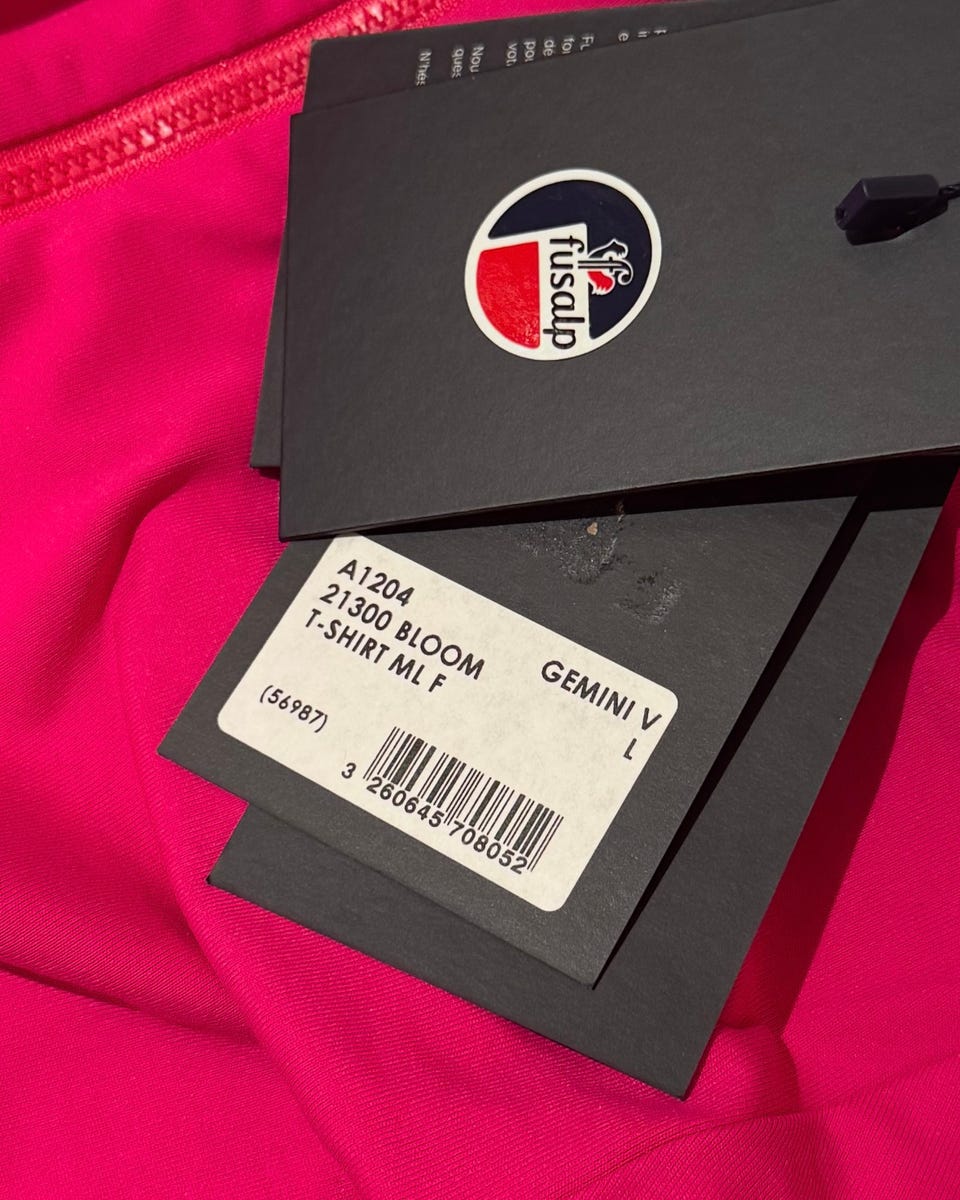 fusalp
A1204
21300 BLOOM
GEMINI V
T-SHIRT ML F
L
(56987)
3 260645 708052